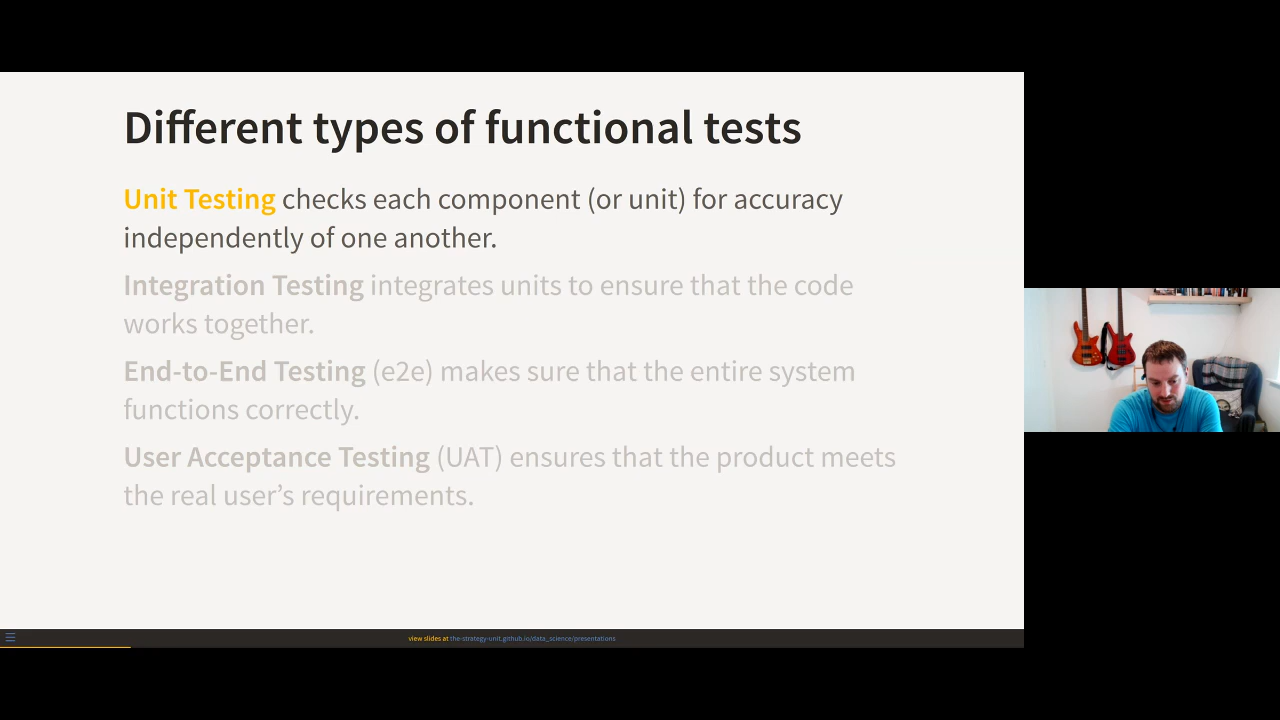 Different types of functional tests
Unit Testing checks each component (or unit) for accuracy
independently of one another.
Integration Testing integrates units to ensure that the code
works together.
End-to-End Testing (e2e) makes sure that the entire system
functions correctly.
User Acceptance Testing (UAT) ensures that the product meets
the real user’s requirements.
view slides at the-strategy-unit.github.io/data_science/presentations